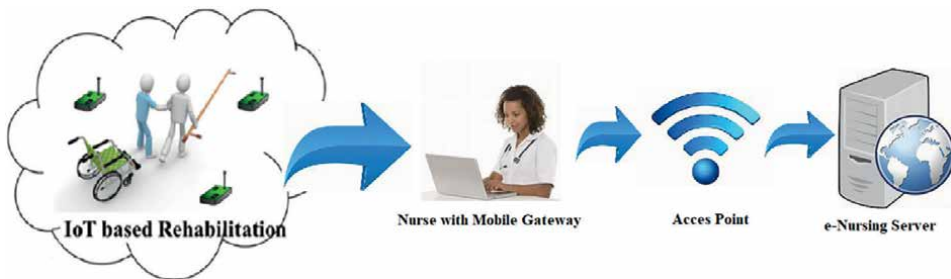 IoT based Rehabilitation
Nurse with Mobile Gateway
Acces Point
e-Nursing Server